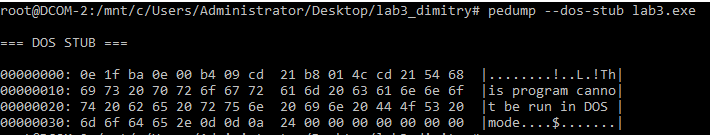 root@DCOM-2:/mnt/c/Users/Administrator/Desktop/lab3_dimitry# pedump --dos-stub lab3.exe
=== DOS STUB ===
00000000: 0e 1f ba 0e 00 b4 09 cd  21 b8 01 4c cd 21 54 68  |........!..L.!Th|
00000010: 69 73 20 70 72 6f 67 72  61 6d 20 63 61 6e 6e 6f  |is program canno|
00000020: 74 20 62 65 20 72 75 6e  20 69 6e 20 44 4f 53 20  |t be run in DOS |
00000030: 6d 6f 64 65 2e 0d 0d 0a  24 00 00 00 00 00 00 00  |mode....$.......|